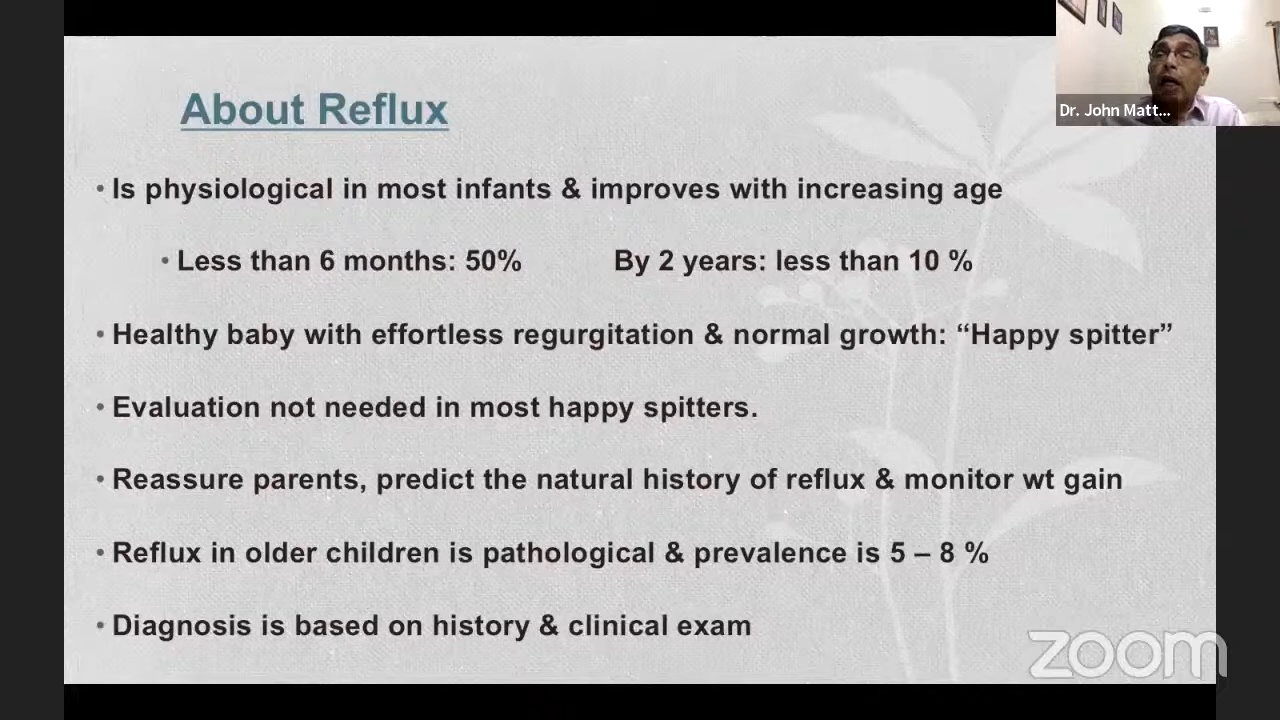 About Reflux
• Is physiological in most infants & improves with increasing age
• Less than 6 months: 50% By 2 years: less than 10 %
• Healthy baby with effortless regurgitation & normal growth: “Happy spitter”
• Evaluation not needed in most happy spitters.
• Reassure parents, predict the natural history of reflux & monitor wt gain
• Reflux in older children is pathological & prevalence is 5 – 8 %
• Diagnosis is based on history & clinical exam
Dr. John Matt...
zoom